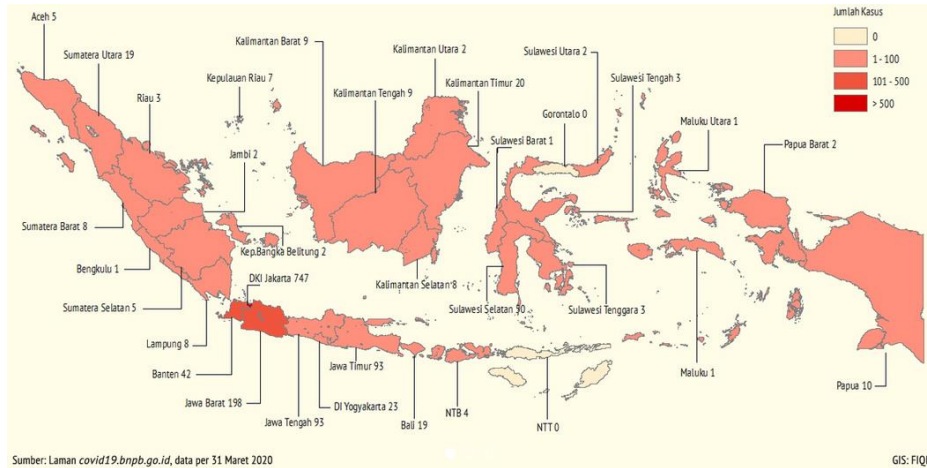 Aceh 5
Sumatera Utara 19
Riau 3
Kepulauan Riau 7
Jambi 2
Sumatera Barat 8
Bengkulu 1
Sumatera Selatan 5
Kep.Bangka Belitung 2
Lampung 8
Banten 42
DKI Jakarta 747
Jawa Barat 198
Jawa Tengah 93
DI Yogyakarta 23
Jawa Timur 93
Bali 19
NTB 4
NTT 0
Kalimantan Barat 9
Kalimantan Tengah 9
Kalimantan Utara 2
Kalimantan Timur 20
Kalimantan Selatan 8
Sulawesi Utara 2
Gorontalo 0
Sulawesi Tengah 3
Sulawesi Barat 1
Sulawesi Selatan 50
Sulawesi Tenggara 3
Maluku Utara 1
Maluku 1
Papua Barat 2
Papua 10
Jumlah Kasus
0
1 - 100
101 - 500
> 500
Sumber: Laman covid19.bnpb.go.id, data per 31 Maret 2020
GIS: FIQI